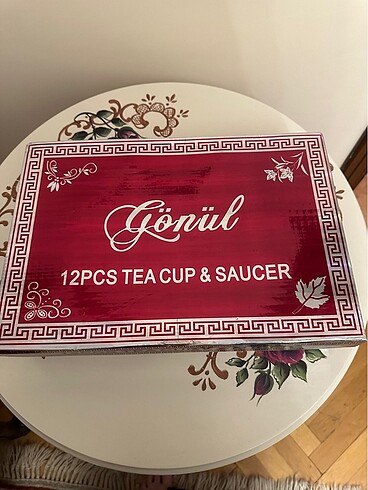 Gönül
12PCS TEA CUP & SAUCER